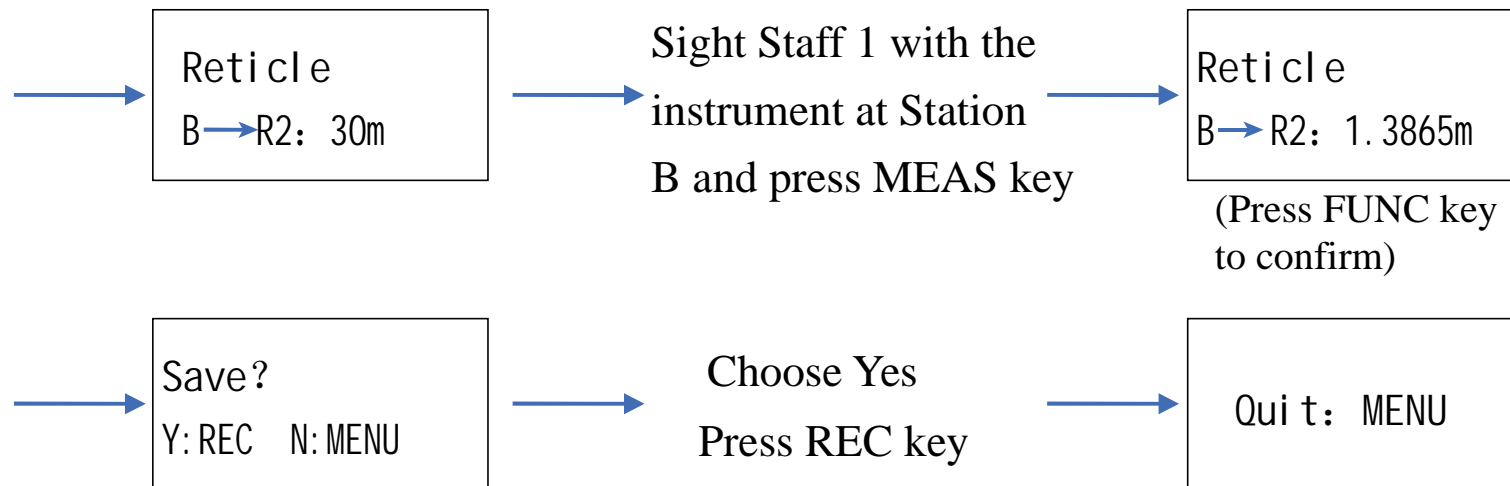 Reticle
B→R2: 30m
Sight Staff 1 with the
instrument at Station
B and press MEAS key
Reticle
B→ R2: 1.3865m
(Press FUNC key
to confirm)
Save?
Y:REC N:MENU
Choose Yes
Press REC key
Quit: MENU